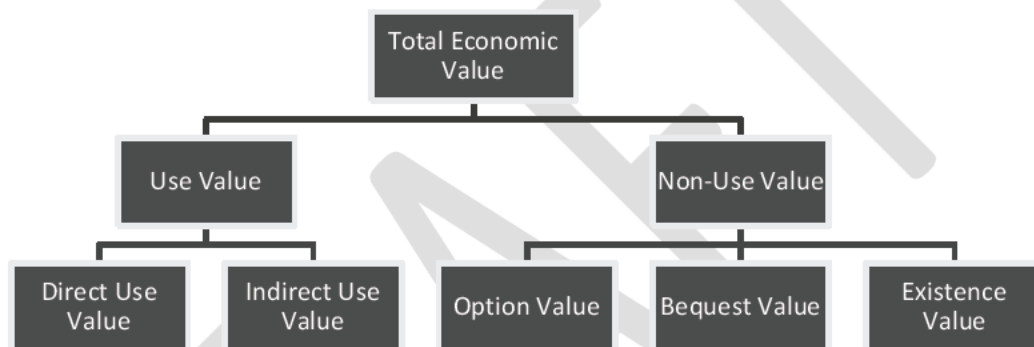 Total Economic
Value
Use Value
Non-Use Value
Direct Use
Value
Indirect Use
Value
Option Value
Bequest Value
Existence
Value